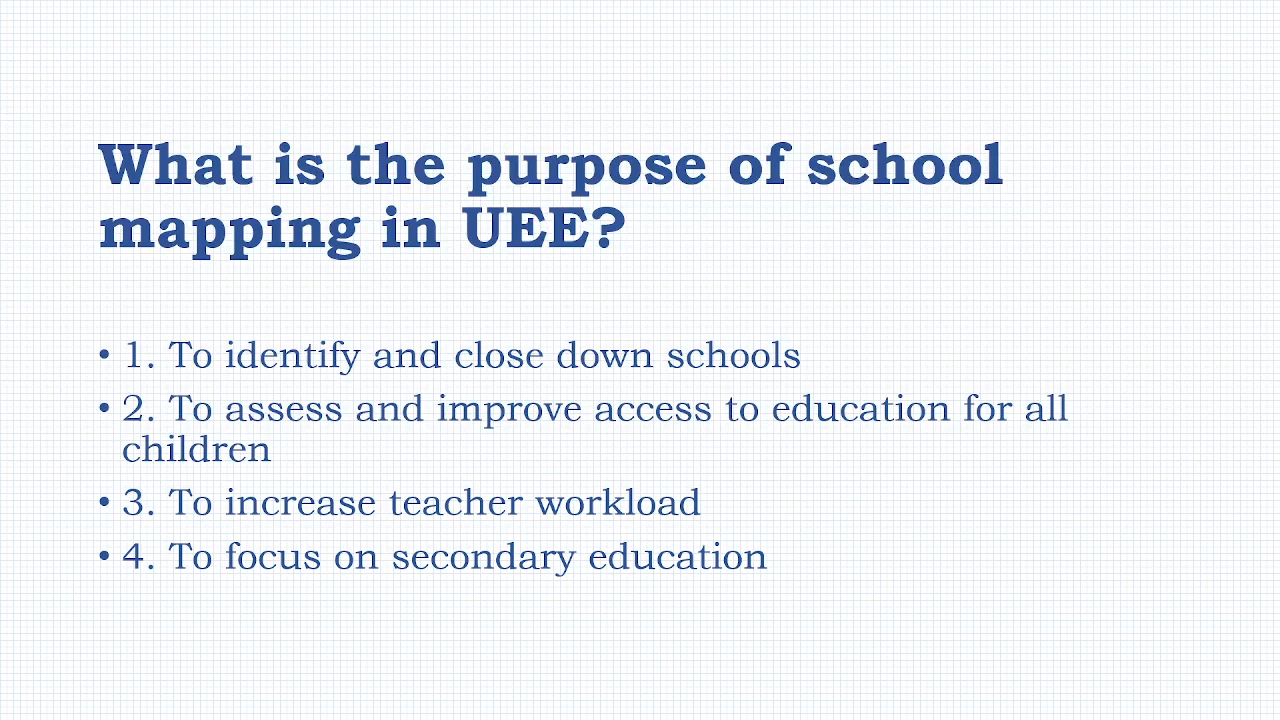 What is the purpose of school
mapping in UEE?
• 1. To identify and close down schools
• 2. To assess and improve access to education for all
children
• 3. To increase teacher workload
• 4. To focus on secondary education